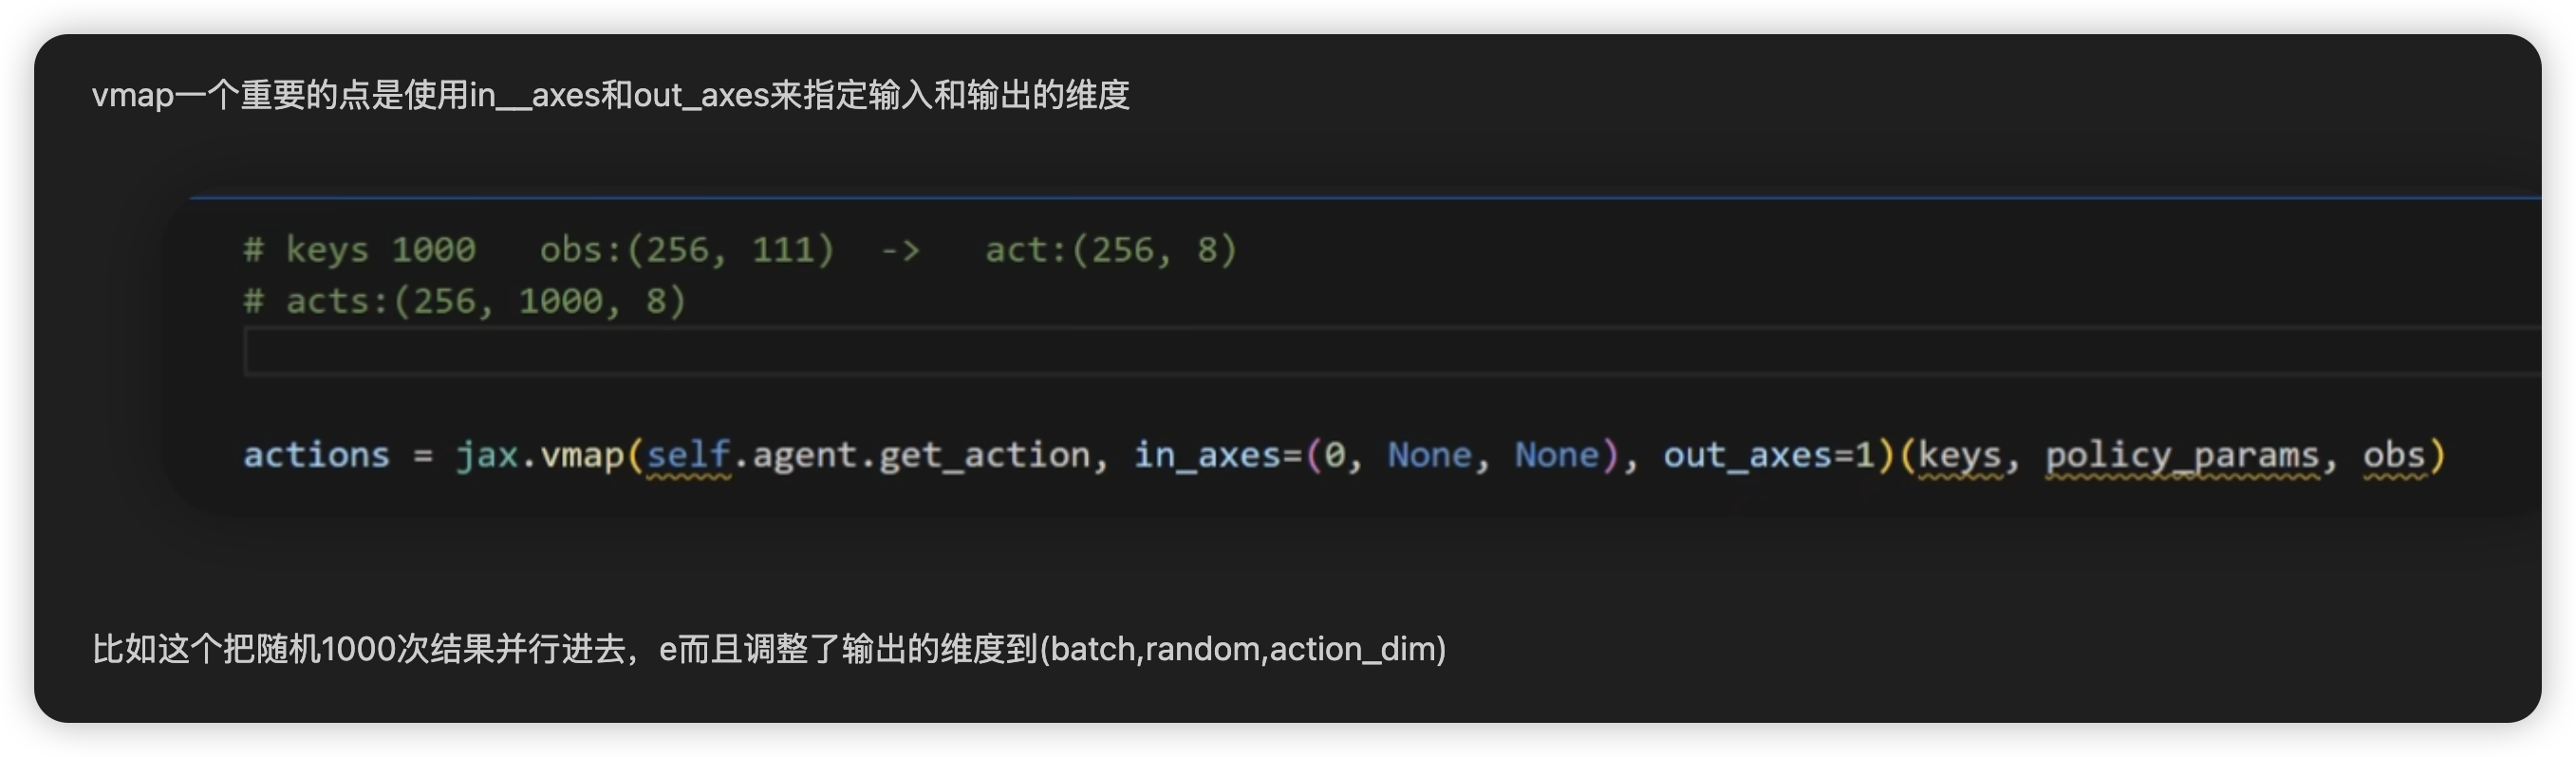 vmap一个重要的点是使用in__axes和out_axes来指定输入和输出的维度
# keys 1000   obs:(256, 111)  ->   act:(256, 8)
# acts:(256, 1000, 8)
actions = jax.vmap(self.agent.get_action, in_axes=(0, None, None), out_axes=1)(keys, policy_params, obs)
比如这个把随机1000次结果并行进去，e而且调整了输出的维度到(batch,random,action_dim)